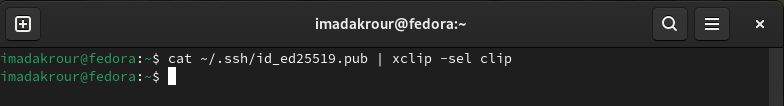 imadakrour@fedora:~
imadakrour@fedora:~$ cat ~/.ssh/id_ed25519.pub | xclip -sel clip
imadakrour@fedora:~$